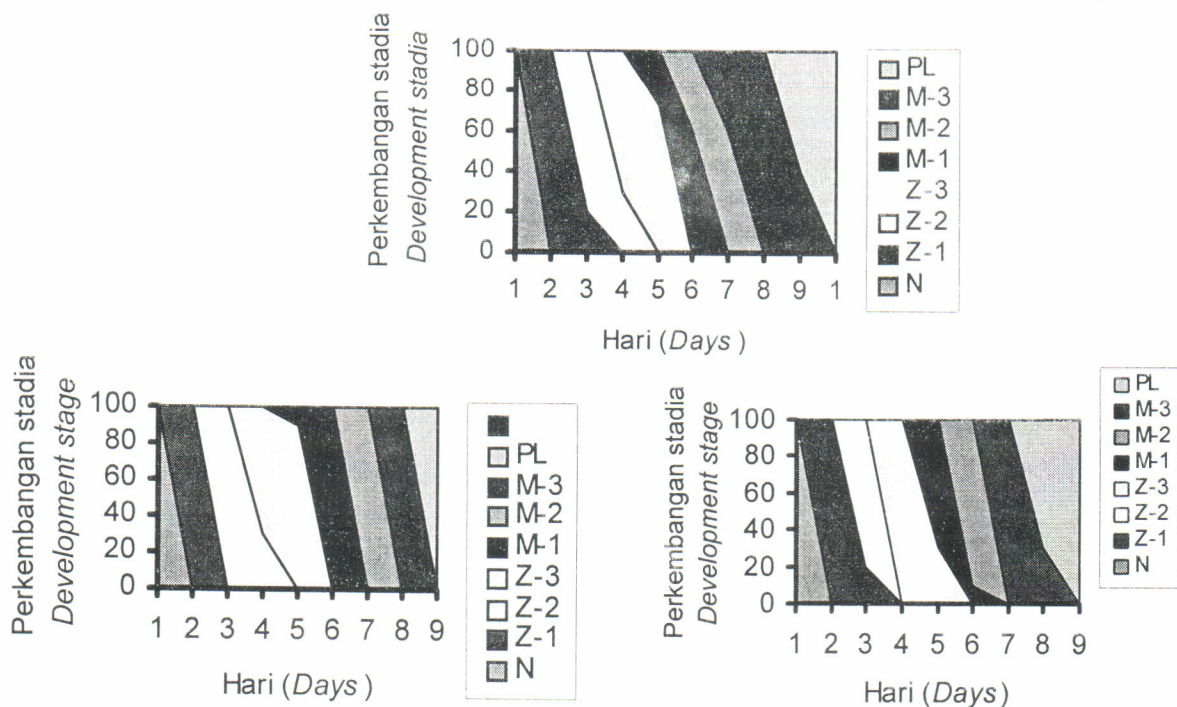 Perkembangan stadia
Development stadia
100
80
60
40
20
0
1 2 3 4 5 6 7 8 9 1
Hari (Days)
PL
M-3
M-2
M-1
Z-3
Z-2
Z-1
N
Perkembangan stadia
Development stage
100
80
60
40
20
0
1 2 3 4 5 6 7 8 9
Hari (Days)
PL
M-3
M-2
M-1
Z-3
Z-2
Z-1
N
Perkembangan stadia
Development stage
100
80
60
40
20
0
1 2 3 4 5 6 7 8 9
Hari (Days)
PL
M-3
M-2
M-1
Z-3
Z-2
Z-1
N